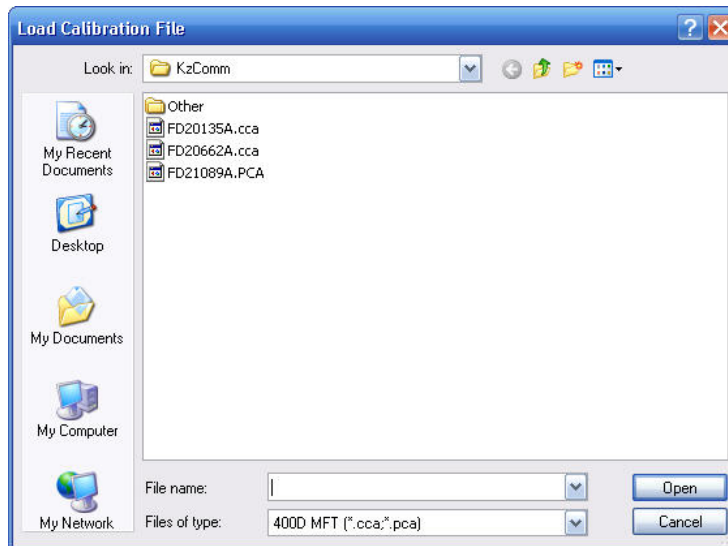 Load Calibration File
Look in:
KzComm
My Recent
Documents
Desktop
My Documents
My Computer
My Network
Other
FD20135A.cca
FD20662A.cca
FD21089A.PCA
File name:
Open
Files of type:
400D MFT (*.cca;*.pca)
Cancel